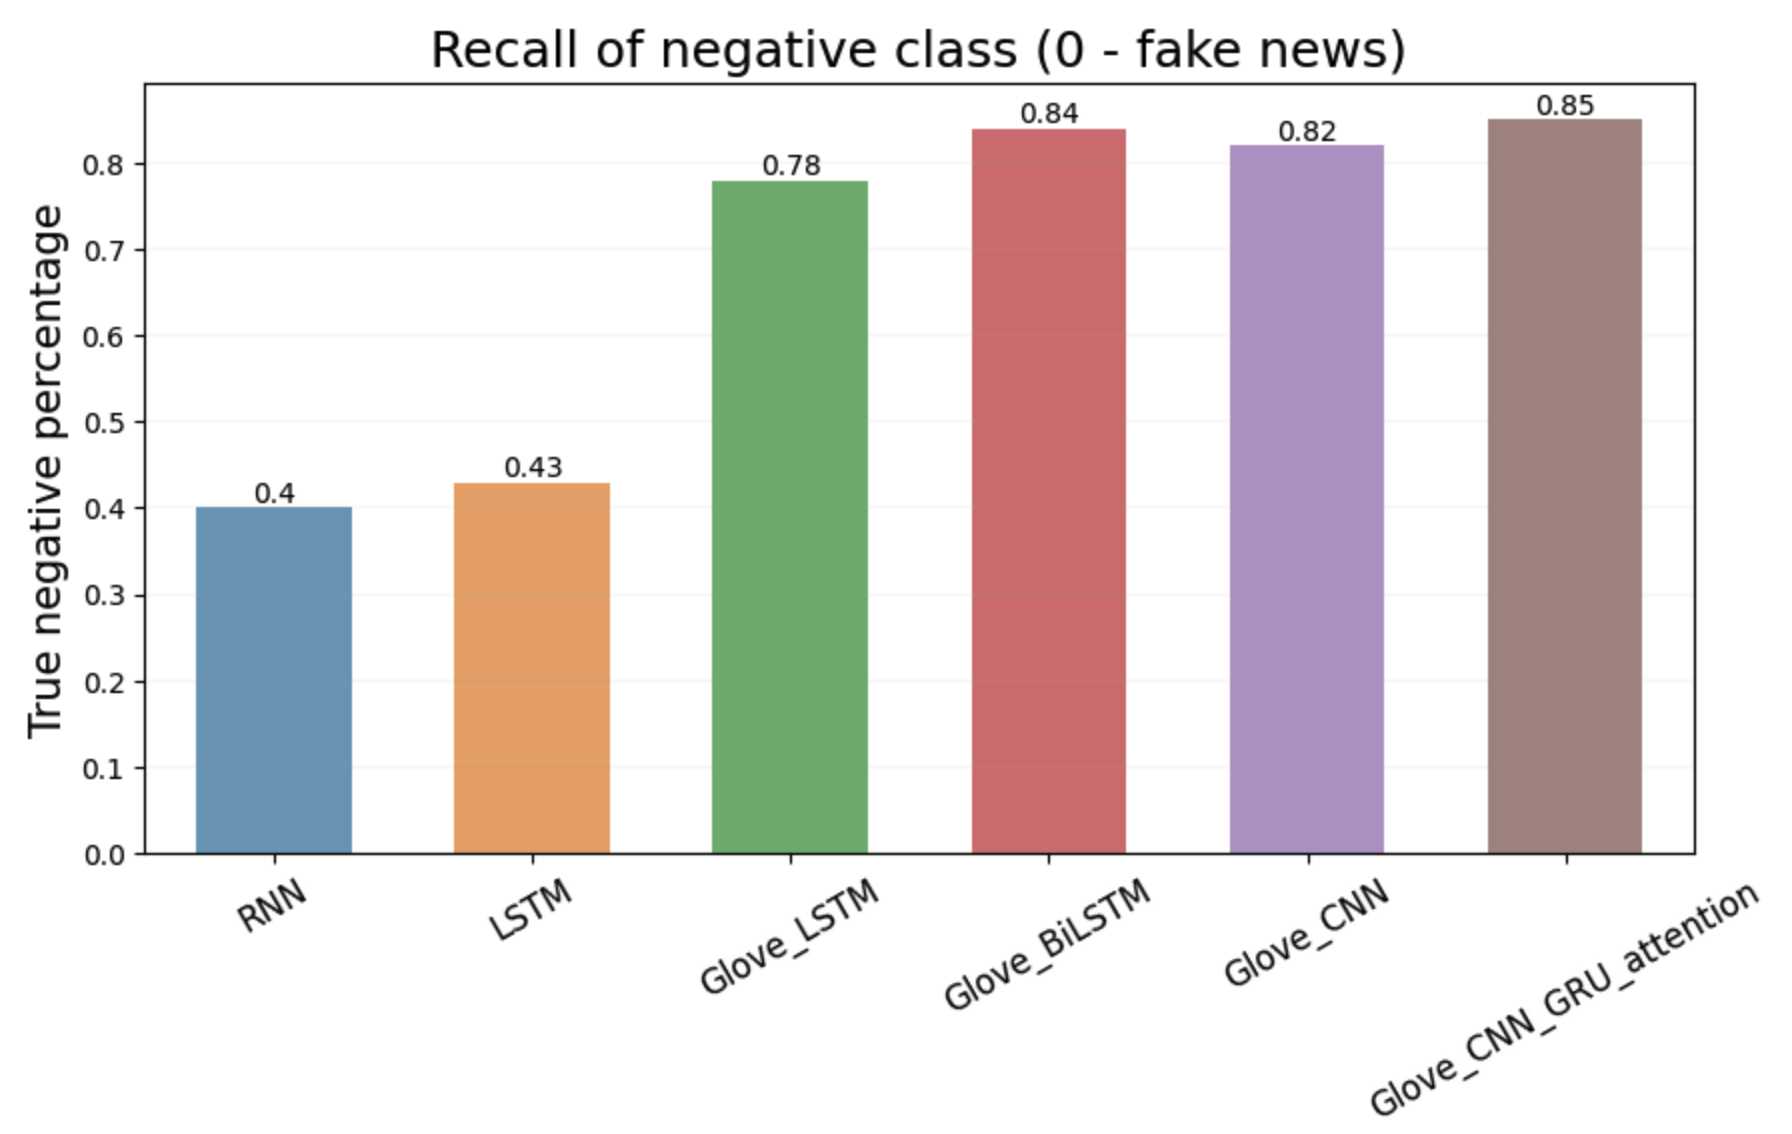 Recall of negative class (0 - fake news)
True negative percentage
0.8
0.7
0.6
0.5
0.4
0.3
0.2
0.1
0.0
0.4
0.43
0.78
0.84
0.82
0.85
RNN
LSTM
Glove_LSTM
Glove_BiLSTM
Glove_CNN
Glove_CNN_GRU_attention